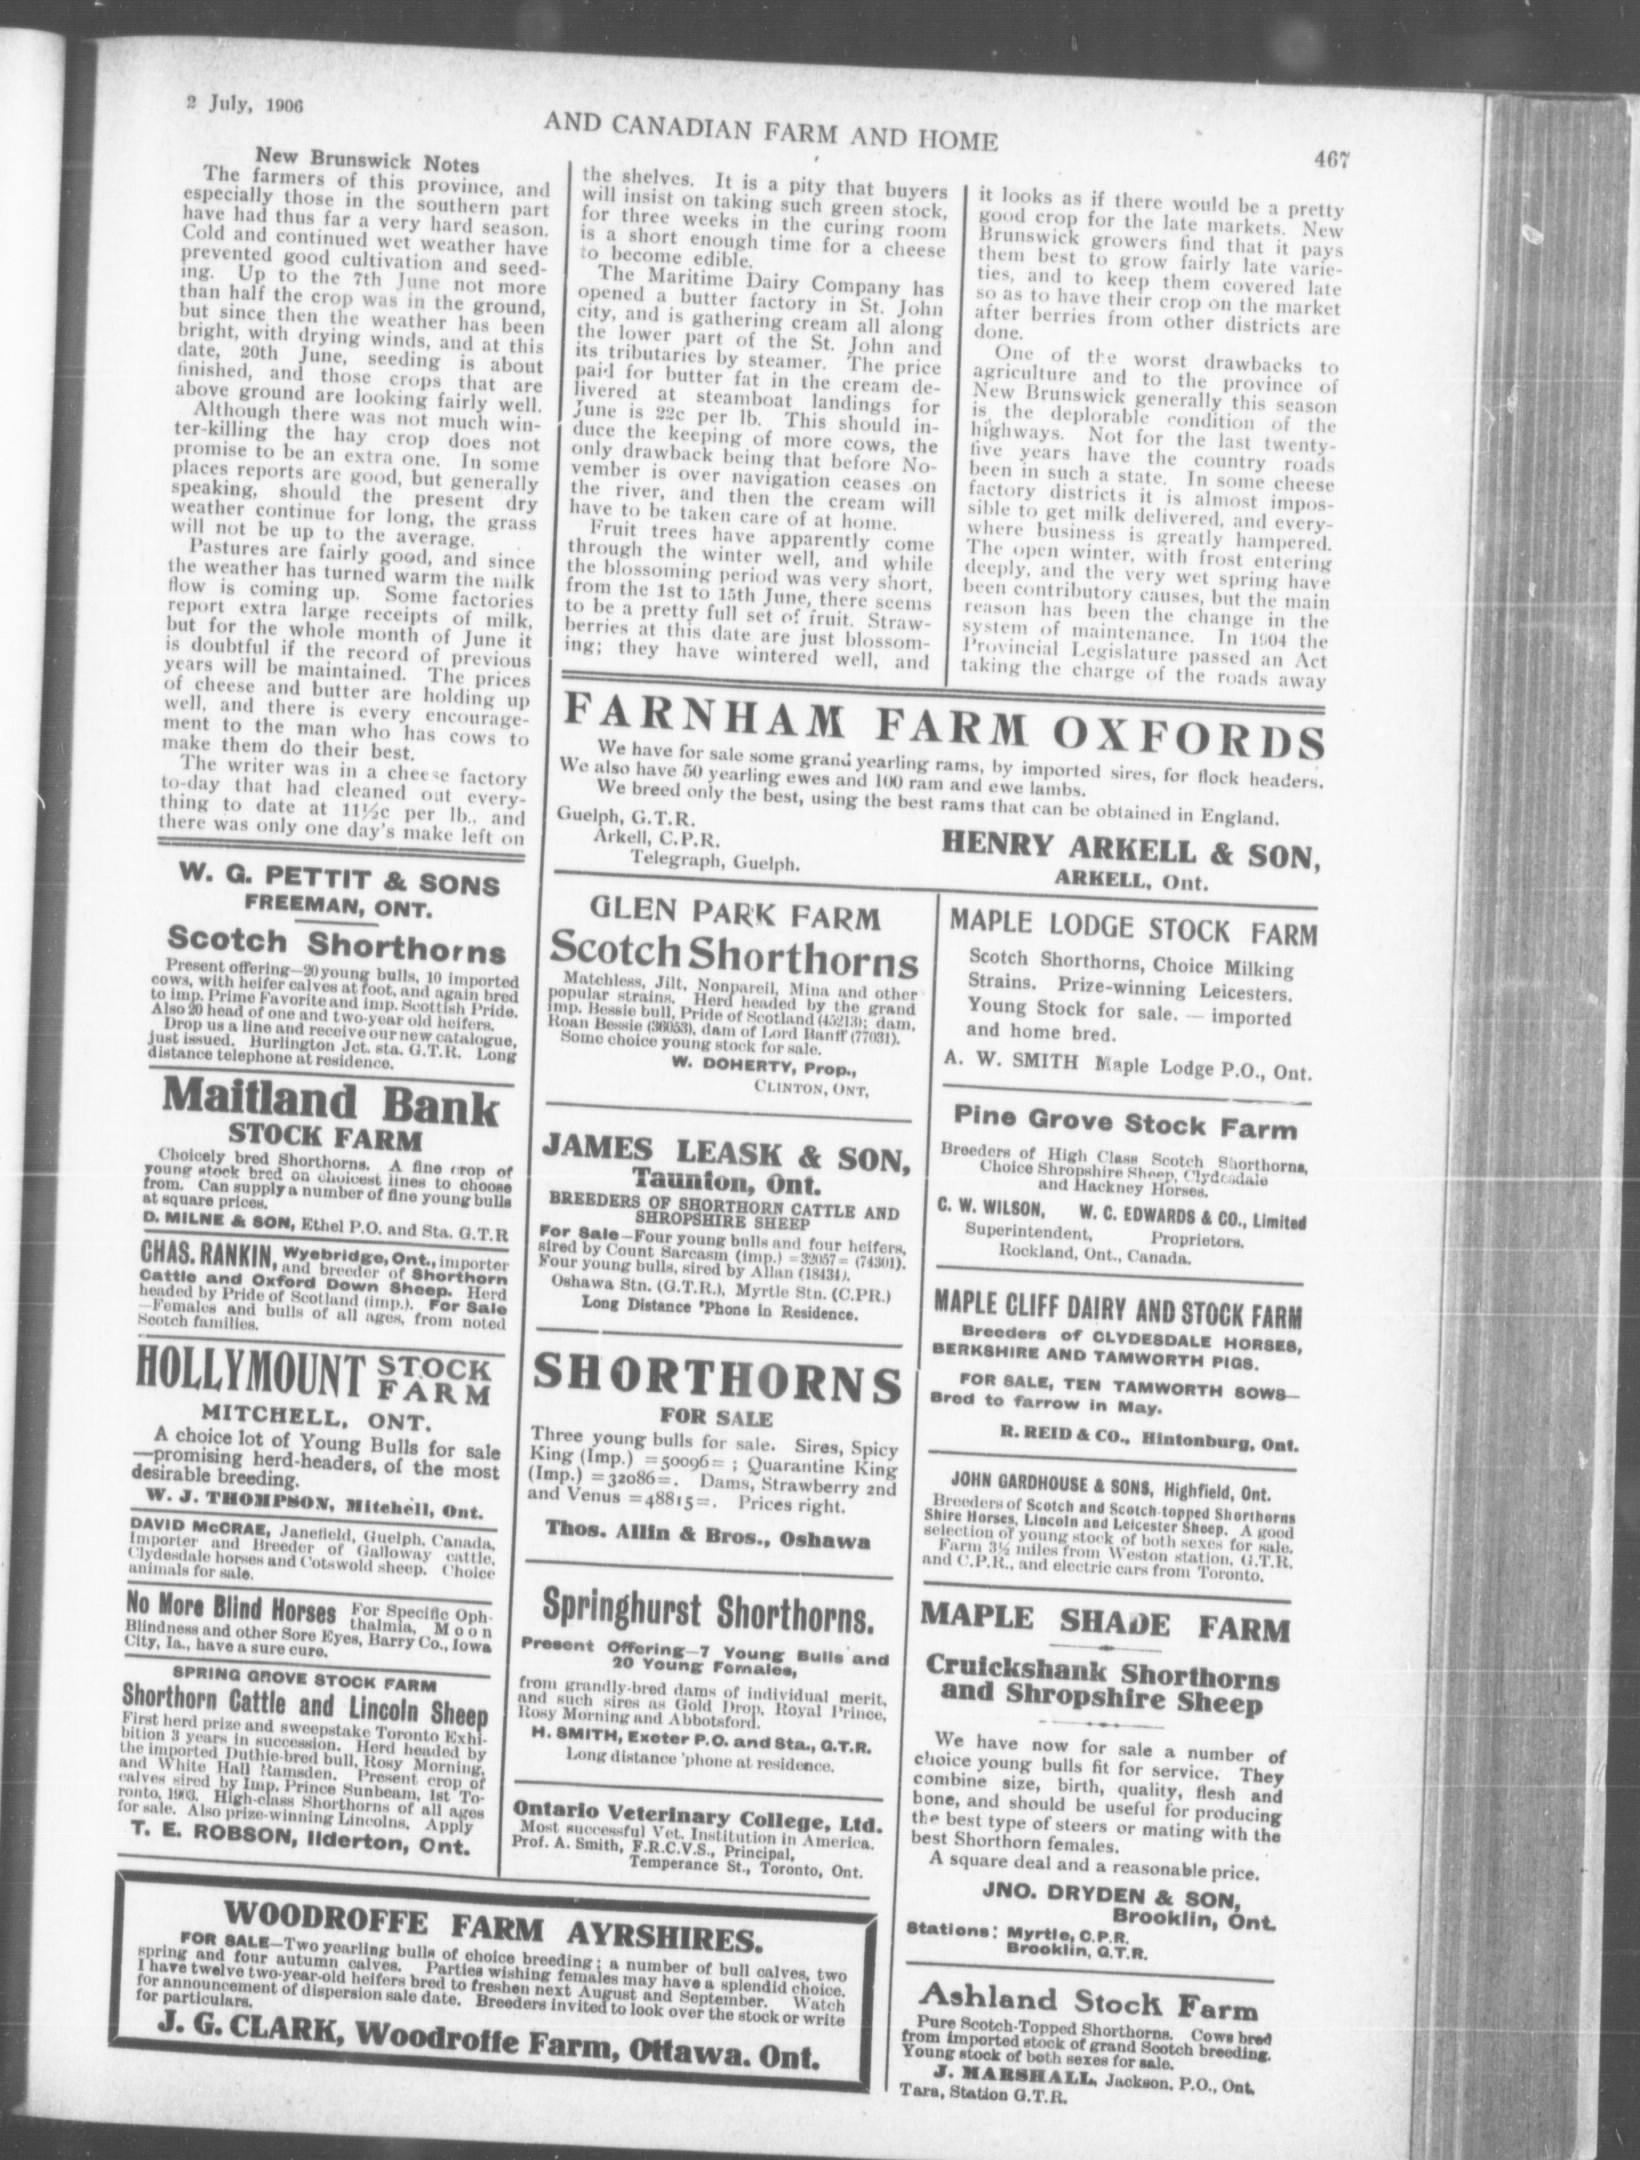 2 July, 1906
AND CANADIAN FARM AND HOME
467
New Brunswick Notes
The farmers of this province, and
especially those in the southern part
have had thus far a very hard season.
Cold and continued wet weather have
prevented good cultivation and seed-
ing. Up to the 7th June not more
than half the crop was in the ground,
but since then the weather has been
bright, with drying winds, and at this
date, 20th June, seeding is about
finished, and those crops that are
above ground are looking fairly well.
Although there was not much win-
ter-killing the hay crop does not
promise to be an extra one. In some
places reports are good, but generally
speaking, should the present dry
weather continue for long, the grass
will not be up to the average.
Pastures are fairly good, and since
the weather has turned warm the milk
flow is coming up. Some factories
report extra large receipts of milk,
but for the whole month of June it
is doubtful if the record of previous
years will be maintained. The prices
of cheese and butter are holding up
well, and there is every encourage-
ment to the man who has cows to
make them do their best.
The writer was in a cheese factory
to-day that had cleaned out every-
thing to date at 11½c per lb., and
there was only one day's make left on
the shelves. It is a pity that buyers
will insist on taking such green stock,
for three weeks in the curing room
is a short enough time for a cheese
to become edible.
The Maritime Dairy Company has
opened a butter factory in St. John
city, and is gathering cream all along
the lower part of the St. John and
its tributaries by steamer. The price
paid for butter fat in the cream de-
livered at steamboat landings for
June is 22c per lb. This should in-
duce the keeping of more cows, the
only drawback being that before No-
vember is over navigation ceases on
the river, and then the cream will
have to be taken care of at home.
Fruit trees have apparently come
through the winter well, and while
the blossoming period was very short,
from the 1st to 15th June, there seems
to be a pretty full set of fruit. Straw-
berries at this date are just blossom-
ing; they have wintered well, and
it looks as if there would be a pretty
good crop for the late markets. New
Brunswick growers find that it pays
them best to grow fairly late varie-
ties, and to keep them covered late
so as to have their crop on the market
after berries from other districts are
done.
One of the worst drawbacks to
agriculture and to the province of
New Brunswick generally this season
is the deplorable condition of the
highways. Not for the last twenty-
five years have the country roads
been in such a state. In some cheese
factory districts it is almost impos-
sible to get milk delivered, and every-
where business is greatly hampered.
The open winter, with frost entering
deeply, and the very wet spring have
been contributory causes, but the main
reason has been the change in the
system of maintenance. In 1904 the
Provincial Legislature passed an Act
taking the charge of the roads away
FARNHAM FARM OXFORDS
We have for sale some grand yearling rams, by imported sires, for flock headers.
We also have 50 yearling ewes and 100 ram and ewe lambs.
We breed only the best, using the best rams that can be obtained in England.
Guelph, G.T.R.
Arkell, C.P.R.
Telegraph, Guelph.
HENRY ARKELL & SON,
ARKELL, Ont.
W. G. PETTIT & SONS
FREEMAN, ONT.
Scotch Shorthorns
Present offering—20 young bulls, 10 imported
cows, with heifer calves at foot, and again bred
to imp. Prime Favorite and imp. Scottish Pride.
Also 20 head of one and two-year old heifers.
Drop us a line and receive our new catalogue,
just issued. Burlington Jct. sta. G.T.R. Long
distance telephone at residence.
Maitland Bank
STOCK FARM
Choicely bred Shorthorns. A fine crop of
young stock bred on choicest lines to choose
from. Can supply a number of fine young bulls
at square prices.
D. MILNE & SON, Ethel P.O. and Sta. G.T.R
CHAS. RANKIN, Wyebridge, Ont., importer
and breeder of Shorthorn
Cattle and Oxford Down Sheep. Herd
headed by Pride of Scotland (imp.). For Sale
—Females and bulls of all ages, from noted
Scotch families.
HOLLYMOUNT STOCK
FARM
MITCHELL, ONT.
A choice lot of Young Bulls for sale
—promising herd-headers, of the most
desirable breeding.
W. J. THOMPSON, Mitchell, Ont.
DAVID McCRAE, Janefield, Guelph, Canada,
Importer and Breeder of Galloway cattle,
Clydesdale horses and Cotswold sheep. Choice
animals for sale.
No More Blind Horses For Specific Oph-
thalmia, Moon
Blindness and other Sore Eyes, Barry Co., Iowa
City, Ia., have a sure cure.
SPRING GROVE STOCK FARM
Shorthorn Cattle and Lincoln Sheep
First herd prize and sweepstake Toronto Exhi-
bition 3 years in succession. Herd headed by
the imported Duthie-bred bull, Rosy Morning,
and White Hall Ramsden. Present crop of
calves sired by Imp. Prince Sunbeam, 1st To-
ronto, 1903. High-class Shorthorns of all ages
for sale. Also prize-winning Lincolns. Apply
T. E. ROBSON, Ilderton, Ont.
GLEN PARK FARM
Scotch Shorthorns
Matchless, Jilt, Nonpareil, Mina and other
popular strains. Herd headed by the grand
imp. Bessie bull, Pride of Scotland (45213); dam,
Roan Bessie (36053), dam of Lord Banff (77031).
Some choice young stock for sale.
W. DOHERTY, Prop.,
CLINTON, ONT,
JAMES LEASK & SON,
Taunton, Ont.
BREEDERS OF SHORTHORN CATTLE AND
SHROPSHIRE SHEEP
For Sale—Four young bulls and four heifers,
sired by Count Sarcasm (imp.) =32057= (74301).
Four young bulls, sired by Allan (18434).
Oshawa Stn. (G.T.R.), Myrtle Stn. (C.PR.)
Long Distance 'Phone in Residence.
SHORTHORNS
FOR SALE
Three young bulls for sale. Sires, Spicy
King (Imp.) =50096= ; Quarantine King
(Imp.) =32086=. Dams, Strawberry 2nd
and Venus =48815=. Prices right.
Thos. Allin & Bros., Oshawa
Springhurst Shorthorns.
Present Offering—7 Young Bulls and
20 Young Females,
from grandly-bred dams of individual merit,
and such sires as Gold Drop, Royal Prince,
Rosy Morning and Abbotsford.
H. SMITH, Exeter P.O. and Sta., G.T.R.
Long distance 'phone at residence.
Ontario Veterinary College, Ltd.
Most successful Vet. Institution in America.
Prof. A. Smith, F.R.C.V.S., Principal,
Temperance St., Toronto, Ont.
MAPLE LODGE STOCK FARM
Scotch Shorthorns, Choice Milking
Strains. Prize-winning Leicesters.
Young Stock for sale. — imported
and home bred.
A. W. SMITH Maple Lodge P.O., Ont.
Pine Grove Stock Farm
Breeders of High Class Scotch Shorthorns,
Choice Shropshire Sheep, Clydesdale
and Hackney Horses.
C. W. WILSON, W. C. EDWARDS & CO., Limited
Superintendent, Proprietors.
Rockland, Ont., Canada.
MAPLE CLIFF DAIRY AND STOCK FARM
Breeders of CLYDESDALE HORSES,
BERKSHIRE AND TAMWORTH PIGS.
FOR SALE, TEN TAMWORTH SOWS—
Bred to farrow in May.
R. REID & CO., Hintonburg, Ont.
JOHN GARDHOUSE & SONS, Highfield, Ont.
Breeders of Scotch and Scotch-topped Shorthorns
Shire Horses, Lincoln and Leicester Sheep. A good
selection of young stock of both sexes for sale.
Farm 3½ miles from Weston station, G.T.R.
and C.P.R., and electric cars from Toronto.
MAPLE SHADE FARM
Cruickshank Shorthorns
and Shropshire Sheep
We have now for sale a number of
choice young bulls fit for service. They
combine size, birth, quality, flesh and
bone, and should be useful for producing
the best type of steers or mating with the
best Shorthorn females.
A square deal and a reasonable price.
JNO. DRYDEN & SON,
Brooklin, Ont.
Stations: Myrtle, C.P.R.
Brooklin, G.T.R.
Ashland Stock Farm
Pure Scotch-Topped Shorthorns. Cows bred
from imported stock of grand Scotch breeding.
Young stock of both sexes for sale.
J. MARSHALL, Jackson, P.O., Ont.
Tara, Station G.T.R.
WOODROFFE FARM AYRSHIRES.
FOR SALE—Two yearling bulls of choice breeding; a number of bull calves, two
spring and four autumn calves. Parties wishing females may have a splendid choice.
I have twelve two-year-old heifers bred to freshen next August and September. Watch
for announcement of dispersion sale date. Breeders invited to look over the stock or write
for particulars.
J. G. CLARK, Woodroffe Farm, Ottawa. Ont.